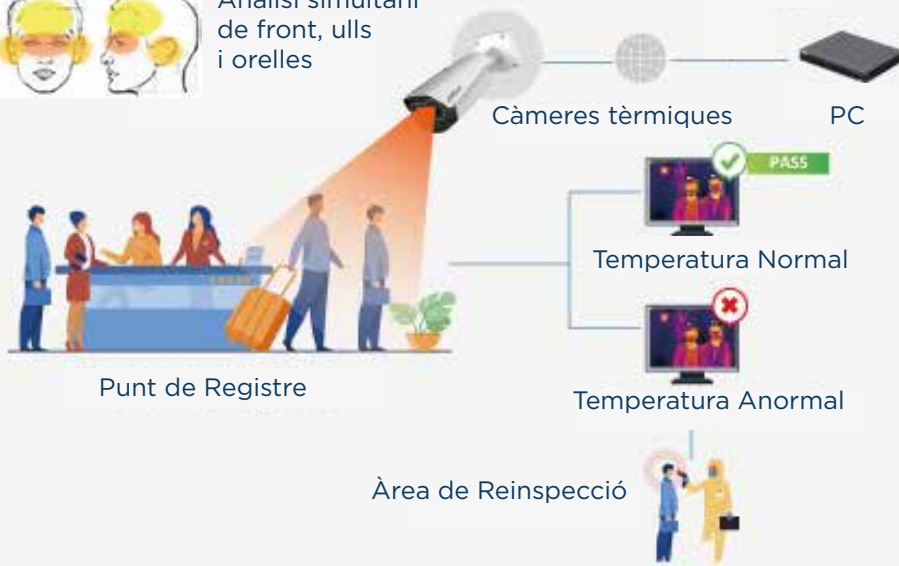 Anàlisi simultani
de front, ulls
i orelles
Càmeres tèrmiques
PC
PASS
Temperatura Normal
Punt de Registre
Temperatura Anormal
Àrea de Reinspecció